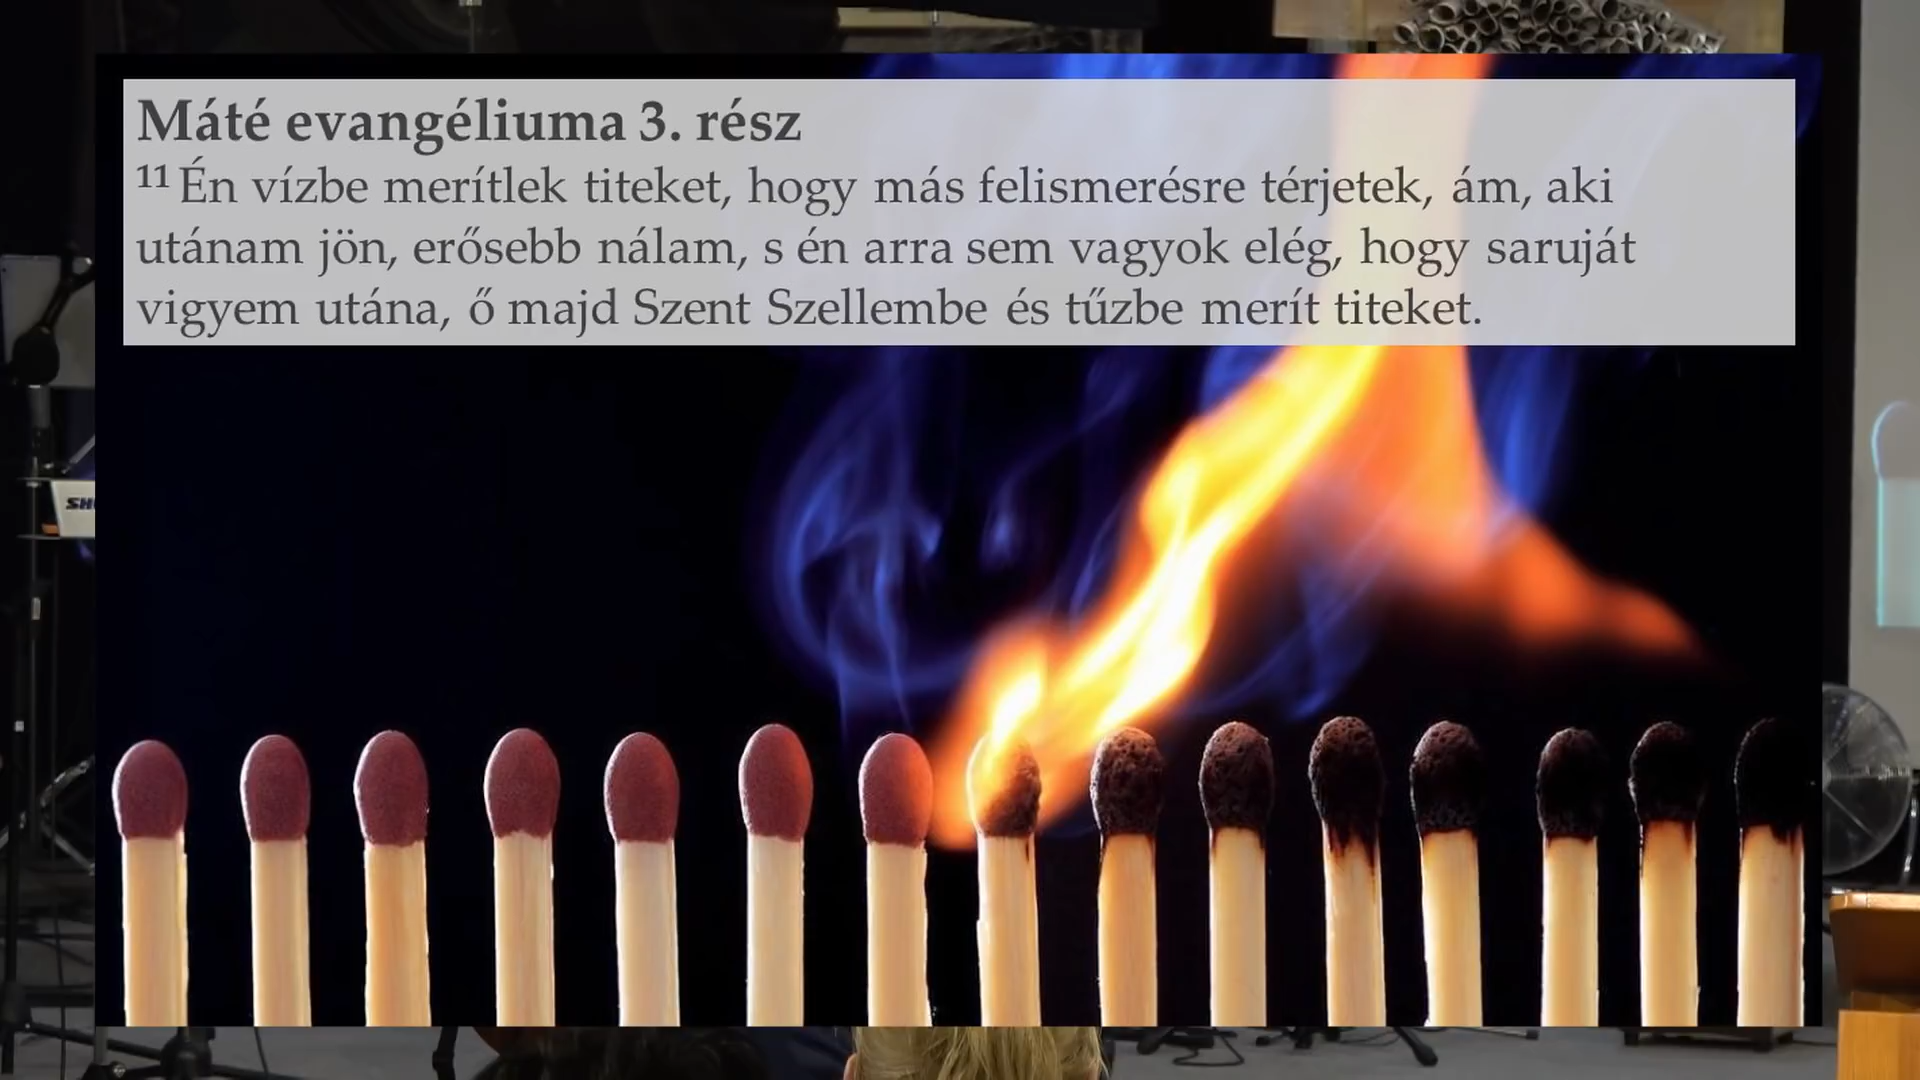 Máté evangéliuma 3. rész
¹¹ Én vízbe merítlek titeket, hogy más felismerésre térjetek, ám, aki
utánam jön, erősebb nálam, s én arra sem vagyok elég, hogy saruját
vigyem utána, ő majd Szent Szellembe és tűzbe merít titeket.